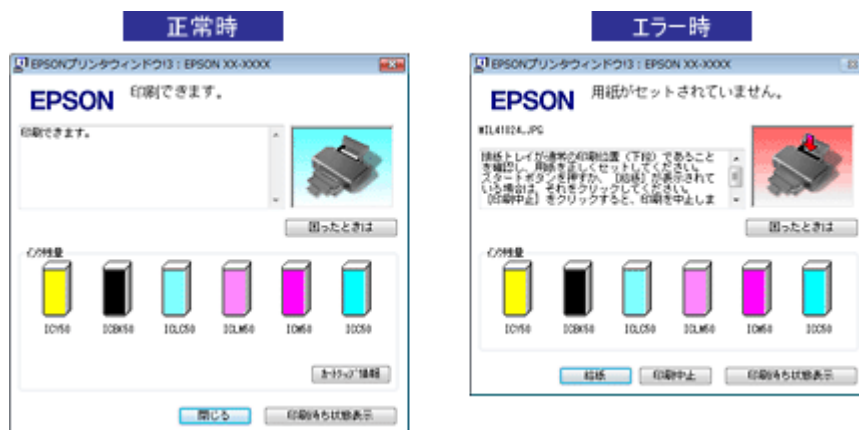 正常時
EPSONプリンタウィンドウ!3 : EPSON XX-XXXX
EPSON 印刷できます。
印刷できます。
困ったときは
インク残量
ICY50 ICBK50 ICLC50 ICLM50 ICM50 ICC50
カートリッジ情報
閉じる 印刷待ち状態表示
エラー時
EPSONプリンタウィンドウ!3 : EPSON XX-XXXX
EPSON 用紙がセットされていません。
MIL41024.JPG
排紙トレイが通常の印刷位置（下段）であること
を確認し、用紙を正しくセットしてください。
スタートボタンを押すか、［給紙］が表示されて
いる場合は、それをクリックしてください。
［印刷中止］をクリックすると、印刷を中止しま
困ったときは
インク残量
ICY50 ICBK50 ICLC50 ICLM50 ICM50 ICC50
給紙 印刷中止 印刷待ち状態表示